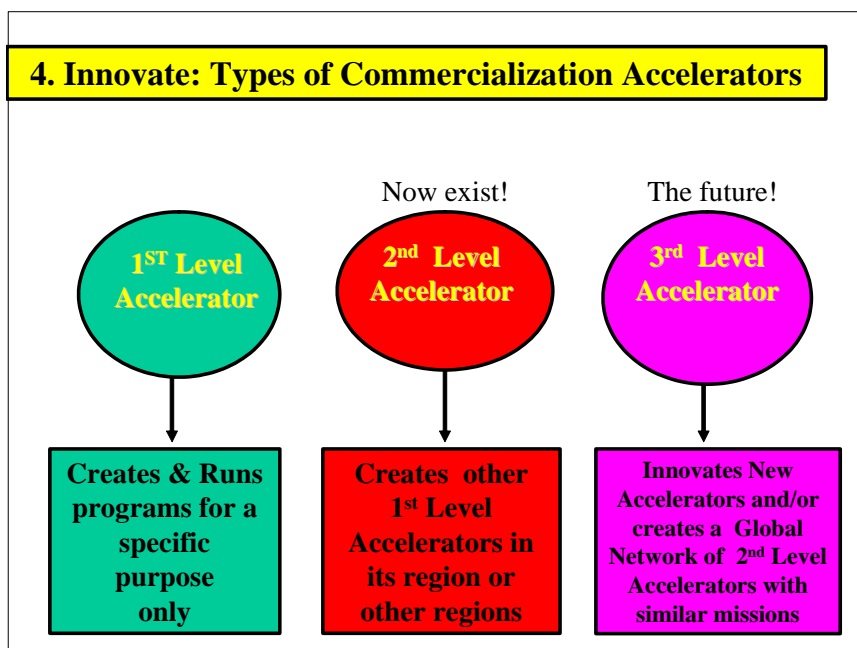 4. Innovate: Types of Commercialization Accelerators
Now exist!
The future!
1ST Level
Accelerator
2nd Level
Accelerator
3rd Level
Accelerator
Creates & Runs
programs for a
specific
purpose
only
Creates other
1st Level
Accelerators in
its region or
other regions
Innovates New
Accelerators and/or
creates a Global
Network of 2nd Level
Accelerators with
similar missions